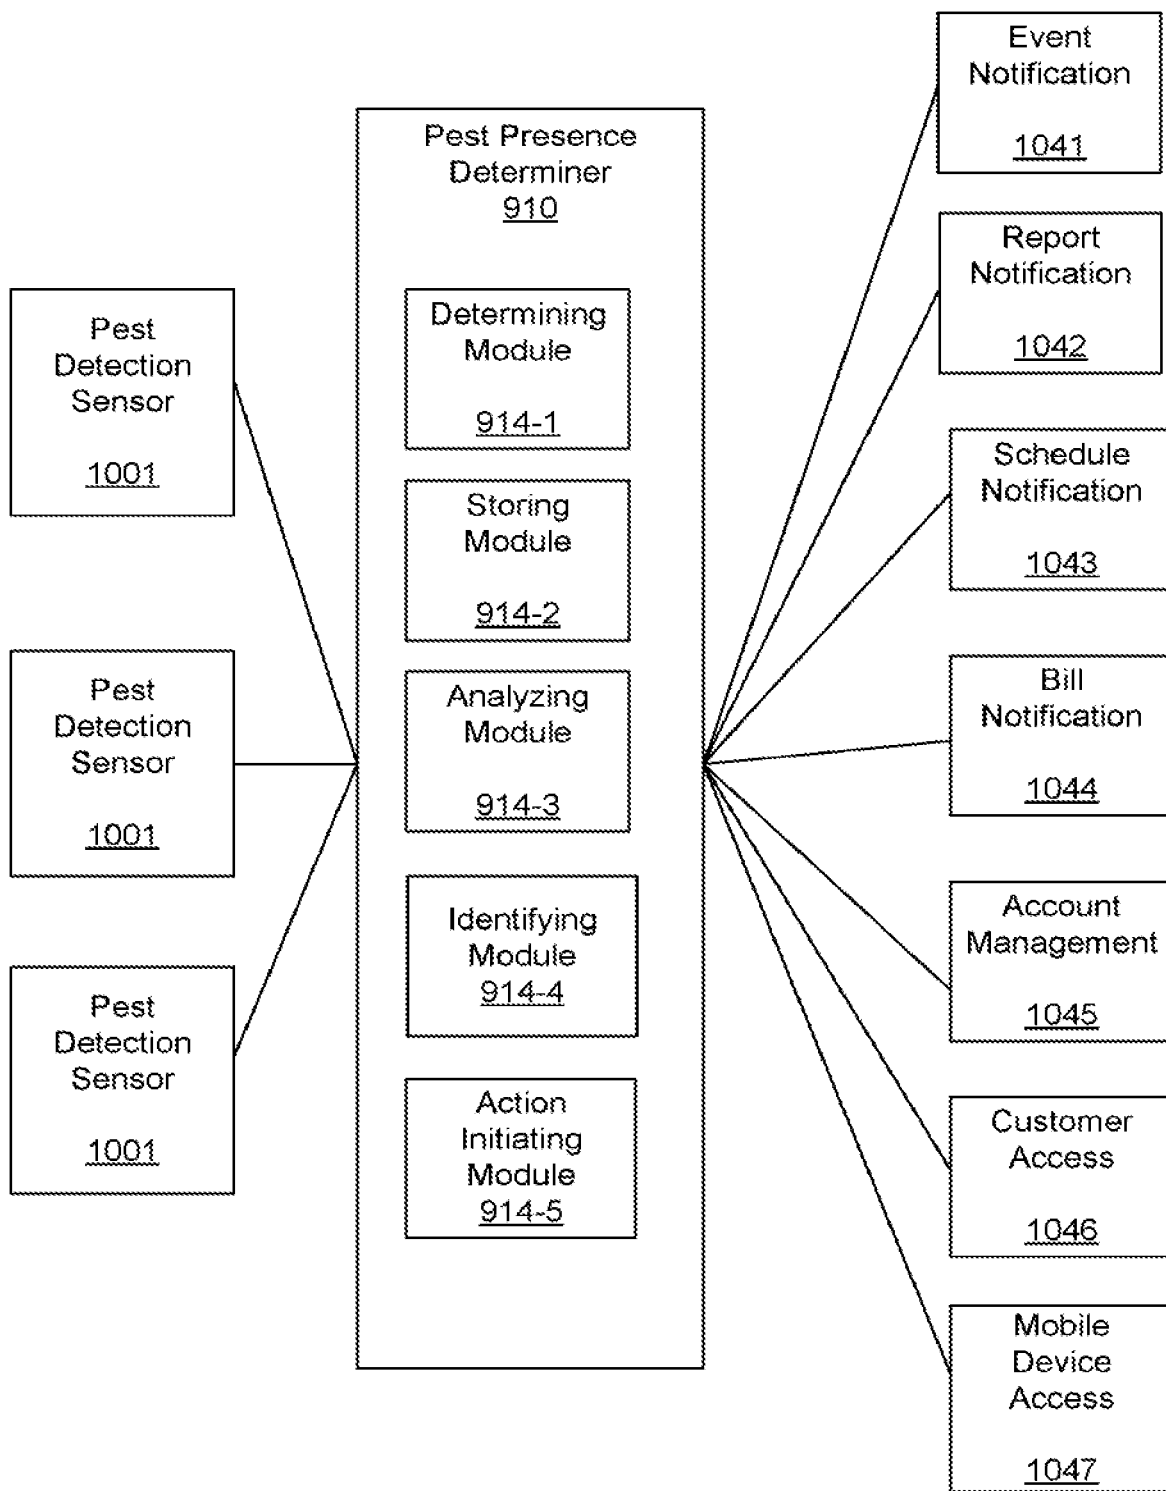 Pest
Detection
Sensor
1001
Pest
Detection
Sensor
1001
Pest
Detection
Sensor
1001
Pest Presence
Determiner
910
Determining
Module
914-1
Storing
Module
914-2
Analyzing
Module
914-3
Identifying
Module
914-4
Action
Initiating
Module
914-5
Event
Notification
1041
Report
Notification
1042
Schedule
Notification
1043
Bill
Notification
1044
Account
Management
1045
Customer
Access
1046
Mobile
Device
Access
1047